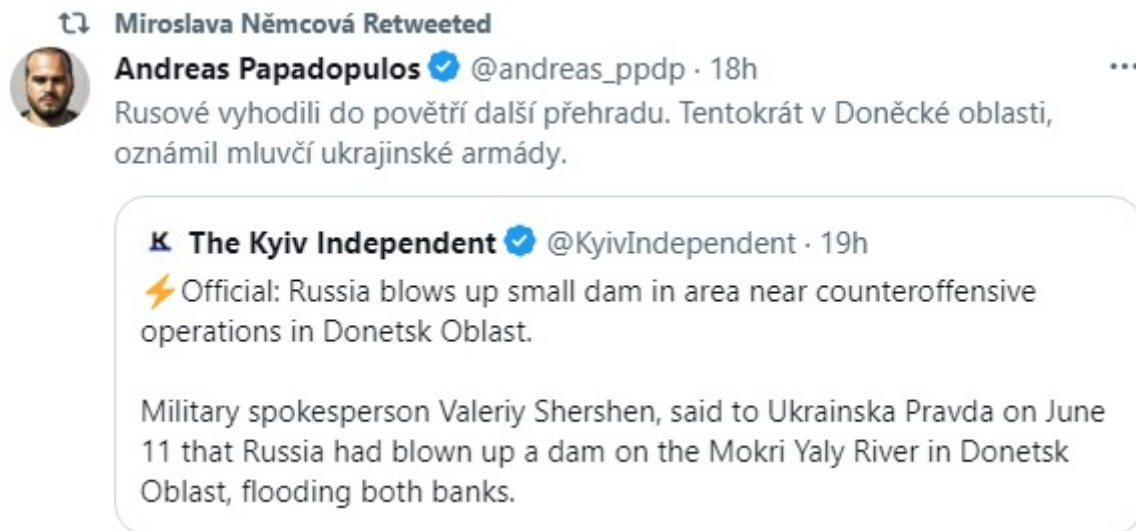 Miroslava Němcová Retweeted
Andreas Papadopulos @andreas_ppdp · 18h
Rusové vyhodili do povětří další přehradu. Tentokrát v Doněcké oblasti,
oznámil mluvčí ukrajinské armády.
The Kyiv Independent @KyivIndependent · 19h
⚡Official: Russia blows up small dam in area near counteroffensive
operations in Donetsk Oblast.
Military spokesperson Valeriy Shershen, said to Ukrainska Pravda on June
11 that Russia had blown up a dam on the Mokri Yaly River in Donetsk
Oblast, flooding both banks.